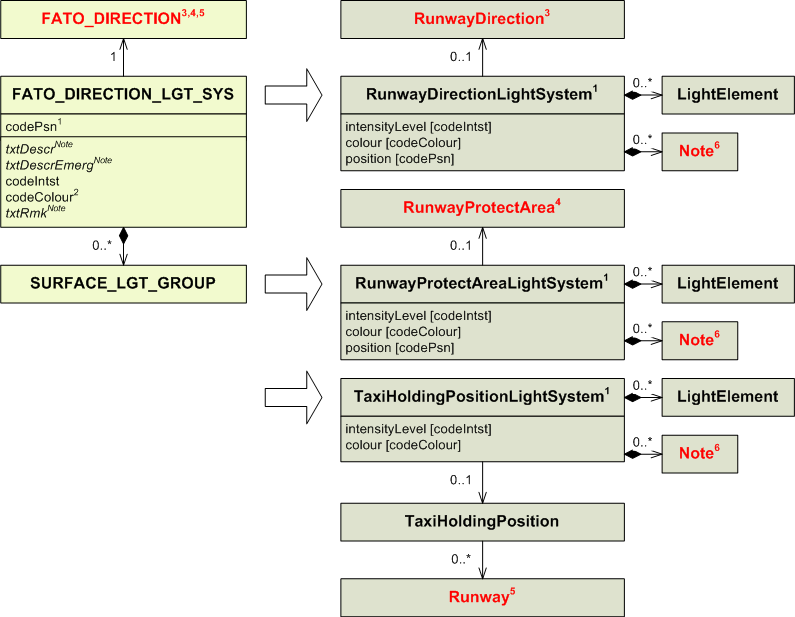 FATO_DIRECTION3,4,5
1
FATO_DIRECTION_LGT_SYS
codePsn1
txtDescrNote
txtDescrEmergNote
codeIntst
codeColour2
txtRmkNote
0..*
SURFACE_LGT_GROUP
RunwayDirection3
0..1
RunwayDirectionLightSystem1
intensityLevel [codeIntst]
colour [codeColour]
position [codePsn]
0..*
LightElement
0..*
Note6
RunwayProtectArea4
0..1
RunwayProtectAreaLightSystem1
intensityLevel [codeIntst]
colour [codeColour]
position [codePsn]
0..*
LightElement
0..*
Note6
TaxiHoldingPositionLightSystem1
intensityLevel [codeIntst]
colour [codeColour]
0..*
LightElement
0..*
Note6
0..1
TaxiHoldingPosition
0..*
Runway5